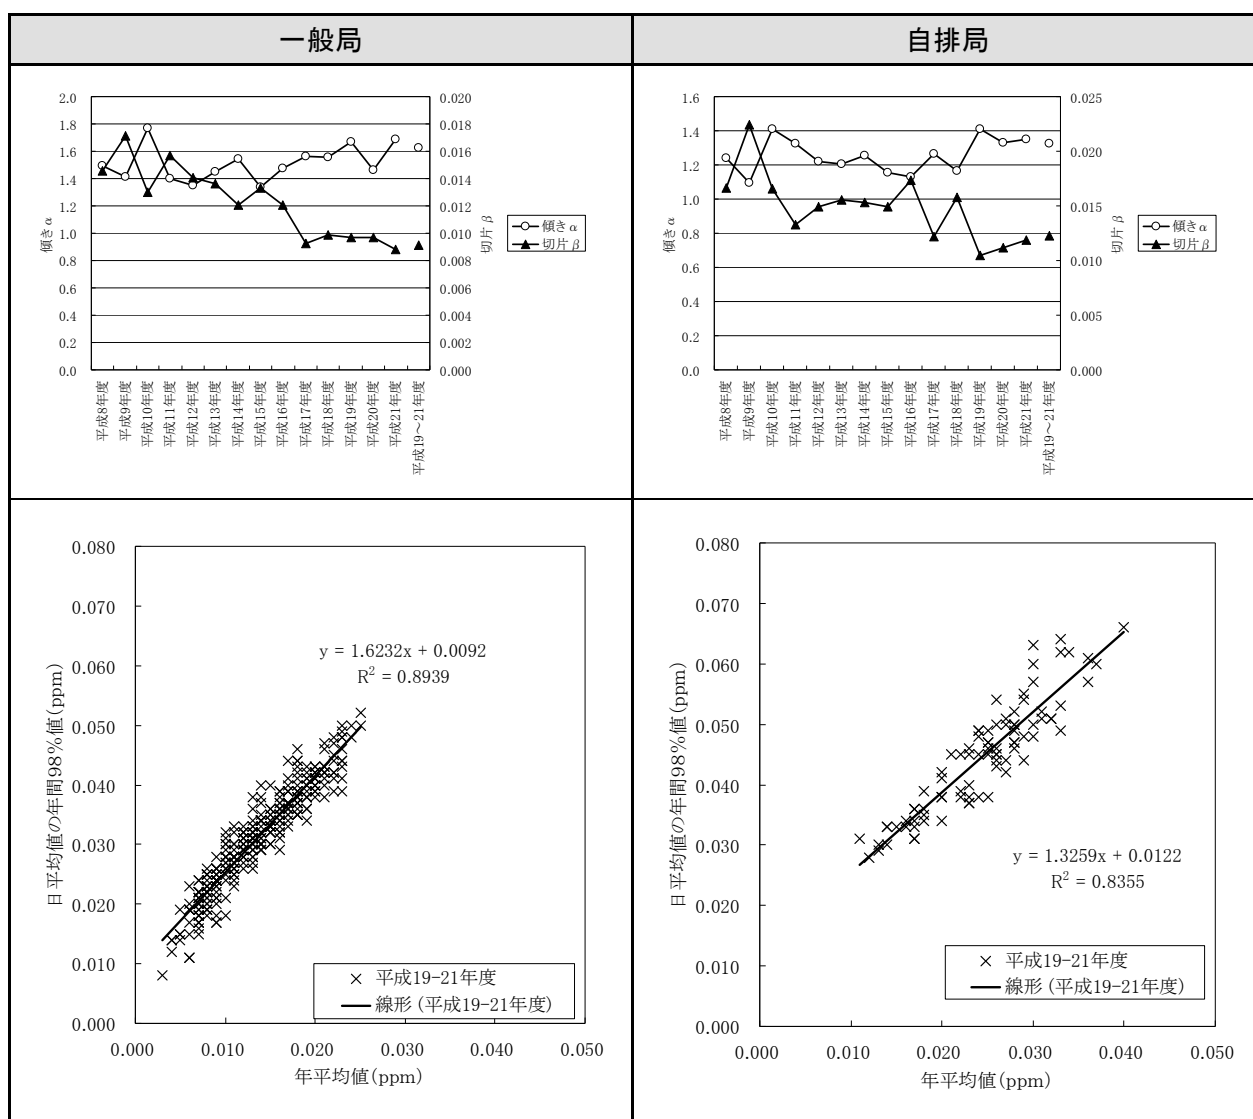 一般局
自排局
2.0
1.8
1.6
1.4
1.2
1.0
0.8
0.6
0.4
0.2
0.0
傾きα
0.020
0.018
0.016
0.014
0.012
0.010
0.008
0.006
0.004
0.002
0.000
切片β
平成8年度
平成9年度
平成10年度
平成11年度
平成12年度
平成13年度
平成14年度
平成15年度
平成16年度
平成17年度
平成18年度
平成19年度
平成20年度
平成21年度
平成19～21年度
傾きα
切片β
1.6
1.4
1.2
1.0
0.8
0.6
0.4
0.2
0.0
傾きα
0.025
0.020
0.015
0.010
0.005
0.000
切片β
平成8年度
平成9年度
平成10年度
平成11年度
平成12年度
平成13年度
平成14年度
平成15年度
平成16年度
平成17年度
平成18年度
平成19年度
平成20年度
平成21年度
平成19～21年度
傾きα
切片β
0.080
0.070
0.060
0.050
0.040
0.030
0.020
0.010
0.000
日平均値の年間98%値(ppm)
y = 1.6232x + 0.0092
R² = 0.8939
平成19-21年度
線形 (平成19-21年度)
0.000 0.010 0.020 0.030 0.040 0.050
年平均値(ppm)
0.080
0.070
0.060
0.050
0.040
0.030
0.020
0.010
0.000
日平均値の年間98%値(ppm)
y = 1.3259x + 0.0122
R² = 0.8355
平成19-21年度
線形 (平成19-21年度)
0.000 0.010 0.020 0.030 0.040 0.050
年平均値(ppm)